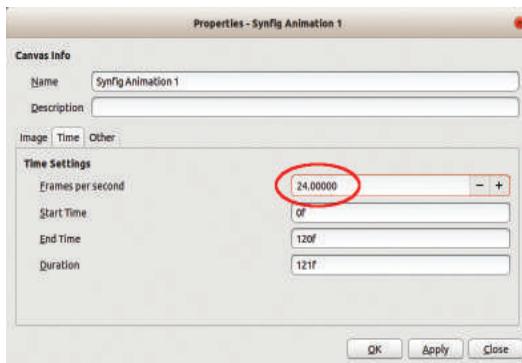 Properties - Synfig Animation 1
Canvas Info
Name Synfig Animation 1
Description
Image Time Other
Time Settings
Frames per second 24.00000 - +
Start Time 0f
End Time 120f
Duration 121f
OK Apply Close